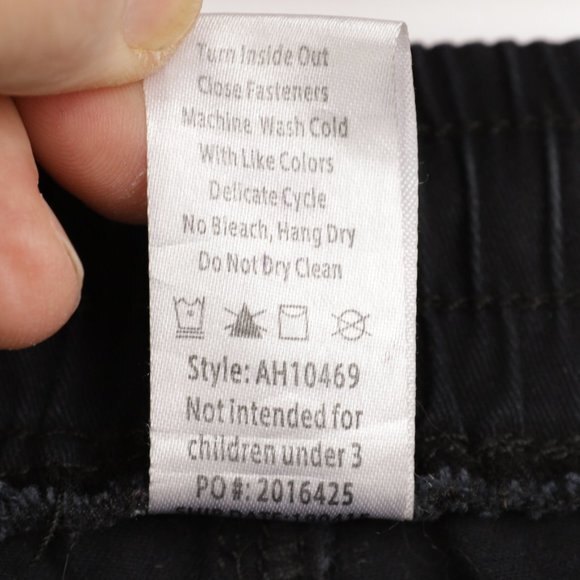 Turn Inside Out
Close Fasteners
Machine Wash Cold
With Like Colors
Delicate Cycle
No Bleach, Hang Dry
Do Not Dry Clean
Style: AH10469
Not intended for
children under 3
PO #: 2016425